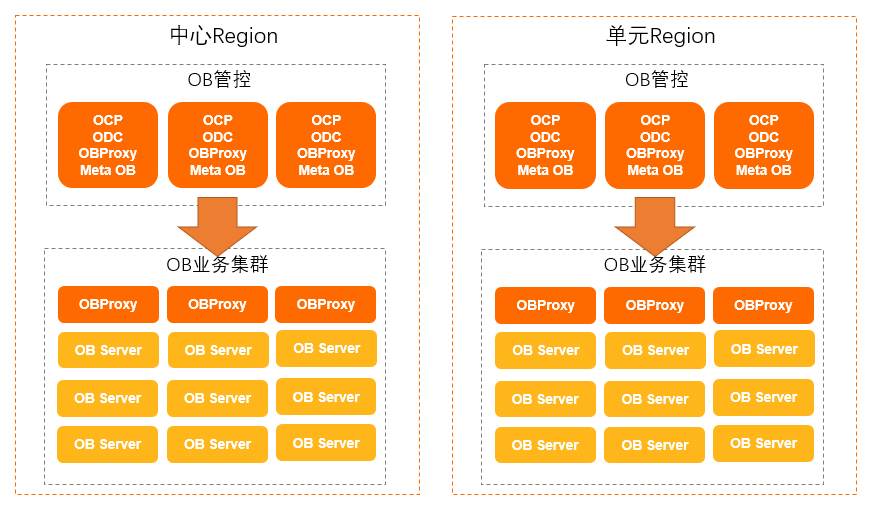 中心Region
OB管控
OCP
ODC
OBProxy
Meta OB
OCP
ODC
OBProxy
Meta OB
OCP
ODC
OBProxy
Meta OB
OB业务集群
OBProxy OBProxy OBProxy
OB Server OB Server OB Server
OB Server OB Server OB Server
OB Server OB Server OB Server
单元Region
OB管控
OCP
ODC
OBProxy
Meta OB
OCP
ODC
OBProxy
Meta OB
OCP
ODC
OBProxy
Meta OB
OB业务集群
OBProxy OBProxy OBProxy
OB Server OB Server OB Server
OB Server OB Server OB Server
OB Server OB Server OB Server